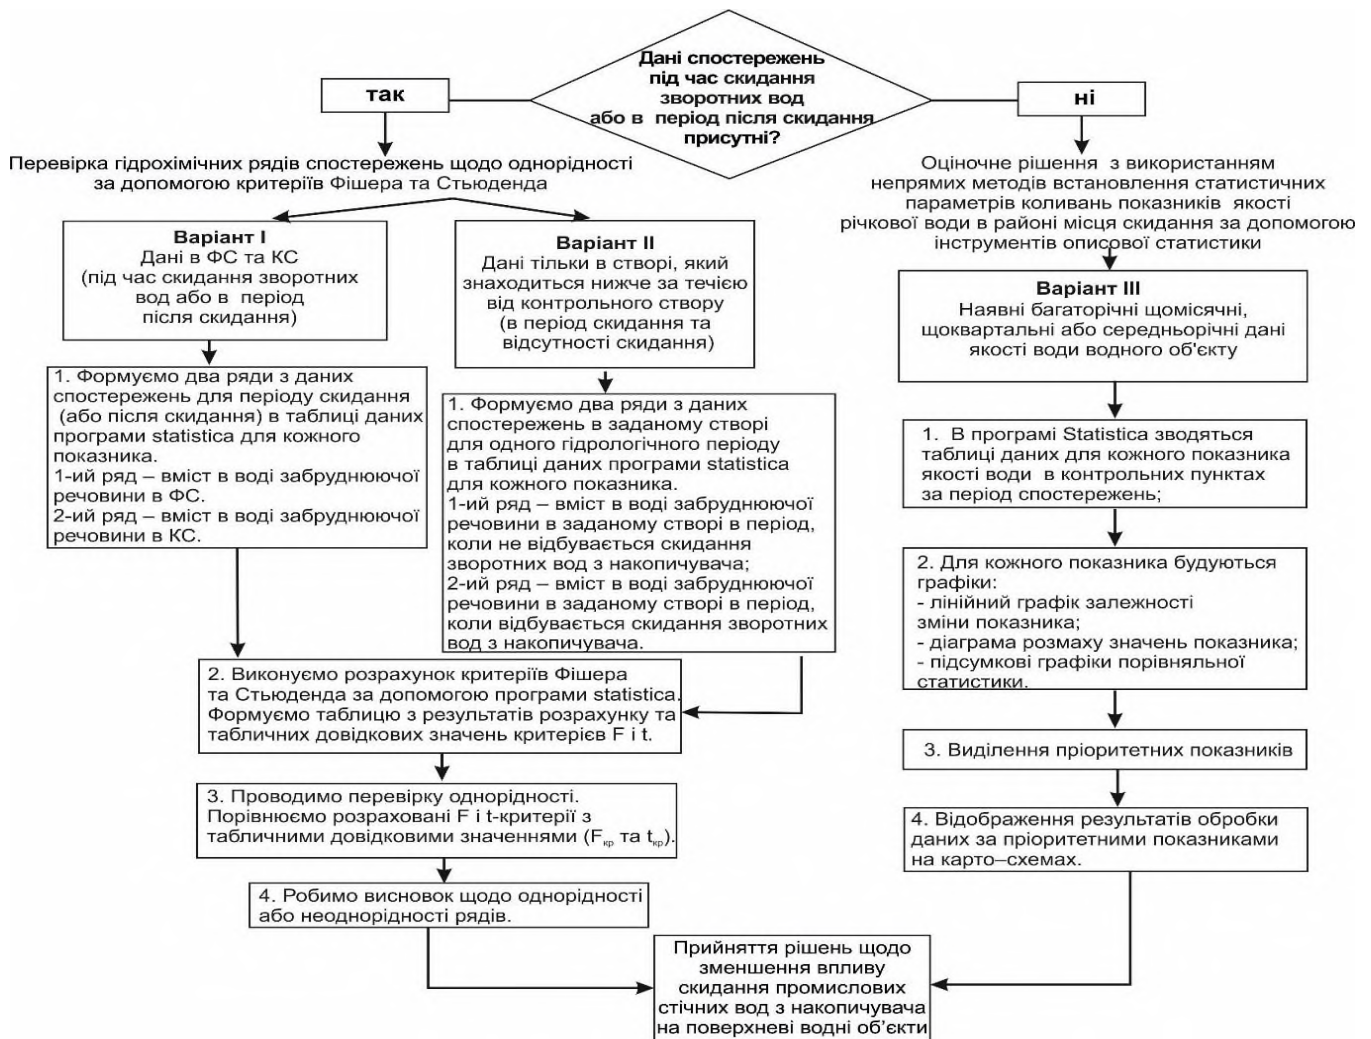 Дані спостережень
під час скидання
зворотних вод
або в період після скидання
присутні?
так
ні
Перевірка гідрохімічних рядів спостережень щодо однорідності
за допомогою критеріїв Фішера та Стьюденда
Варіант I
Дані в ФС та КС
(під час скидання зворотних
вод або в період
після скидання)
Варіант II
Дані тільки в створі, який
знаходиться нижче за течією
від контрольного створу
(в період скидання та
відсутності скидання)
1. Формуємо два ряди з даних
спостережень для періоду скидання
(або після скидання) в таблиці даних
програми statistica для кожного
показника.
1-ий ряд – вміст в воді забруднюючої
речовини в ФС.
2-ий ряд – вміст в воді забруднюючої
речовини в КС.
1. Формуємо два ряди з даних
спостережень в заданому створі
для одного гідрологічного періоду
в таблиці даних програми statistica
для кожного показника.
1-ий ряд – вміст в воді забруднюючої
речовини в заданому створі в період,
коли не відбувається скидання
зворотних вод з накопичувача;
2-ий ряд – вміст в воді забруднюючої
речовини в заданому створі в період,
коли відбувається скидання зворотних
вод з накопичувача.
2. Виконуємо розрахунок критеріїв Фішера
та Стьюденда за допомогою програми statistica.
Формуємо таблицю з результатів розрахунку та
табличних довідкових значень критерієв F і t.
3. Проводимо перевірку однорідності.
Порівнюємо розраховані F і t-критерії з
табличними довідковими значеннями (Fкр та tкр).
4. Робимо висновок щодо однорідності
або неоднорідності рядів.
Оціночне рішення з використанням
непрямих методів встановлення статистичних
параметрів коливань показників якості
річкової води в районі місця скидання за допомогою
інструментів описової статистики
Варіант III
Наявні багаторічні щомісячні,
щоквартальні або середньорічні дані
якості води водного об'єкту
1. В програмі Statistica зводяться
таблиці даних для кожного показника
якості води в контрольних пунктах
за період спостережень;
2. Для кожного показника будуються
графіки:
- лінійний графік залежності
зміни показника;
- діаграма розмаху значень показника;
- підсумкові графіки порівняльної
статистики.
3. Виділення пріоритетних показників
4. Відображення результатів обробки
даних за пріоритетними показниками
на карто–схемах.
Прийняття рішень щодо
зменшення впливу
скидання промислових
стічних вод з накопичувача
на поверхневі водні об’єкти